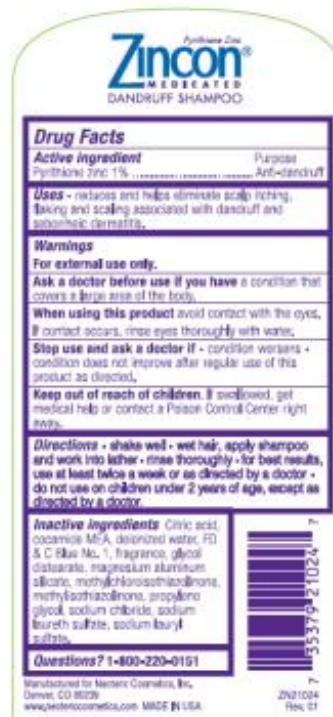 Pyrithione Zinc
Zincon®
MEDICATED
DANDRUFF SHAMPOO
Drug Facts
Active ingredient Purpose
Pyrithione zinc 1% ........................ Anti-dandruff
Uses • reduces and helps eliminate scalp itching,
flaking and scaling associated with dandruff and
seborrheic dermatitis.
Warnings
For external use only.
Ask a doctor before use if you have a condition that
covers a large area of the body.
When using this product avoid contact with the eyes.
If contact occurs, rinse eyes thoroughly with water.
Stop use and ask a doctor if • condition worsens •
condition does not improve after regular use of this
product as directed.
Keep out of reach of children. If swallowed, get
medical help or contact a Poison Control Center right
away.
Directions • shake well • wet hair, apply shampoo
and work into lather • rinse thoroughly • for best results,
use at least twice a week or as directed by a doctor •
do not use on children under 2 years of age, except as
directed by a doctor.
Inactive ingredients Citric acid,
cocamide MEA, deionized water, FD
& C Blue No. 1, fragrance, glycol
distearate, magnesium aluminum
silicate, methylchloroisothiazolinone,
methylisothiazolinone, propylene
glycol, sodium chloride, sodium
laureth sulfate, sodium lauryl
sulfate.
7 35379 21024 7
Questions? 1-800-220-0151
Manufactured for Neoteric Cosmetics, Inc.
Denver, CO 80239
www.neotericcosmetics.com MADE IN USA
ZN21024
Rev. 01